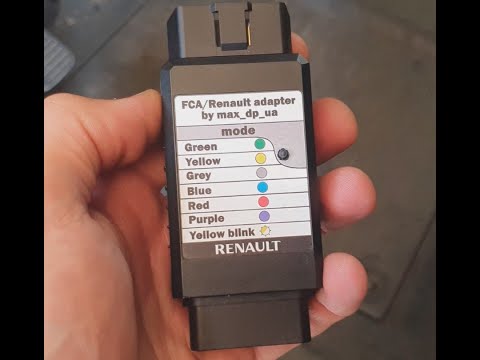 FCA/Renault adapter
by max_dp_ua
mode
Green
Yellow
Grey
Blue
Red
Purple
Yellow blink
RENAULT